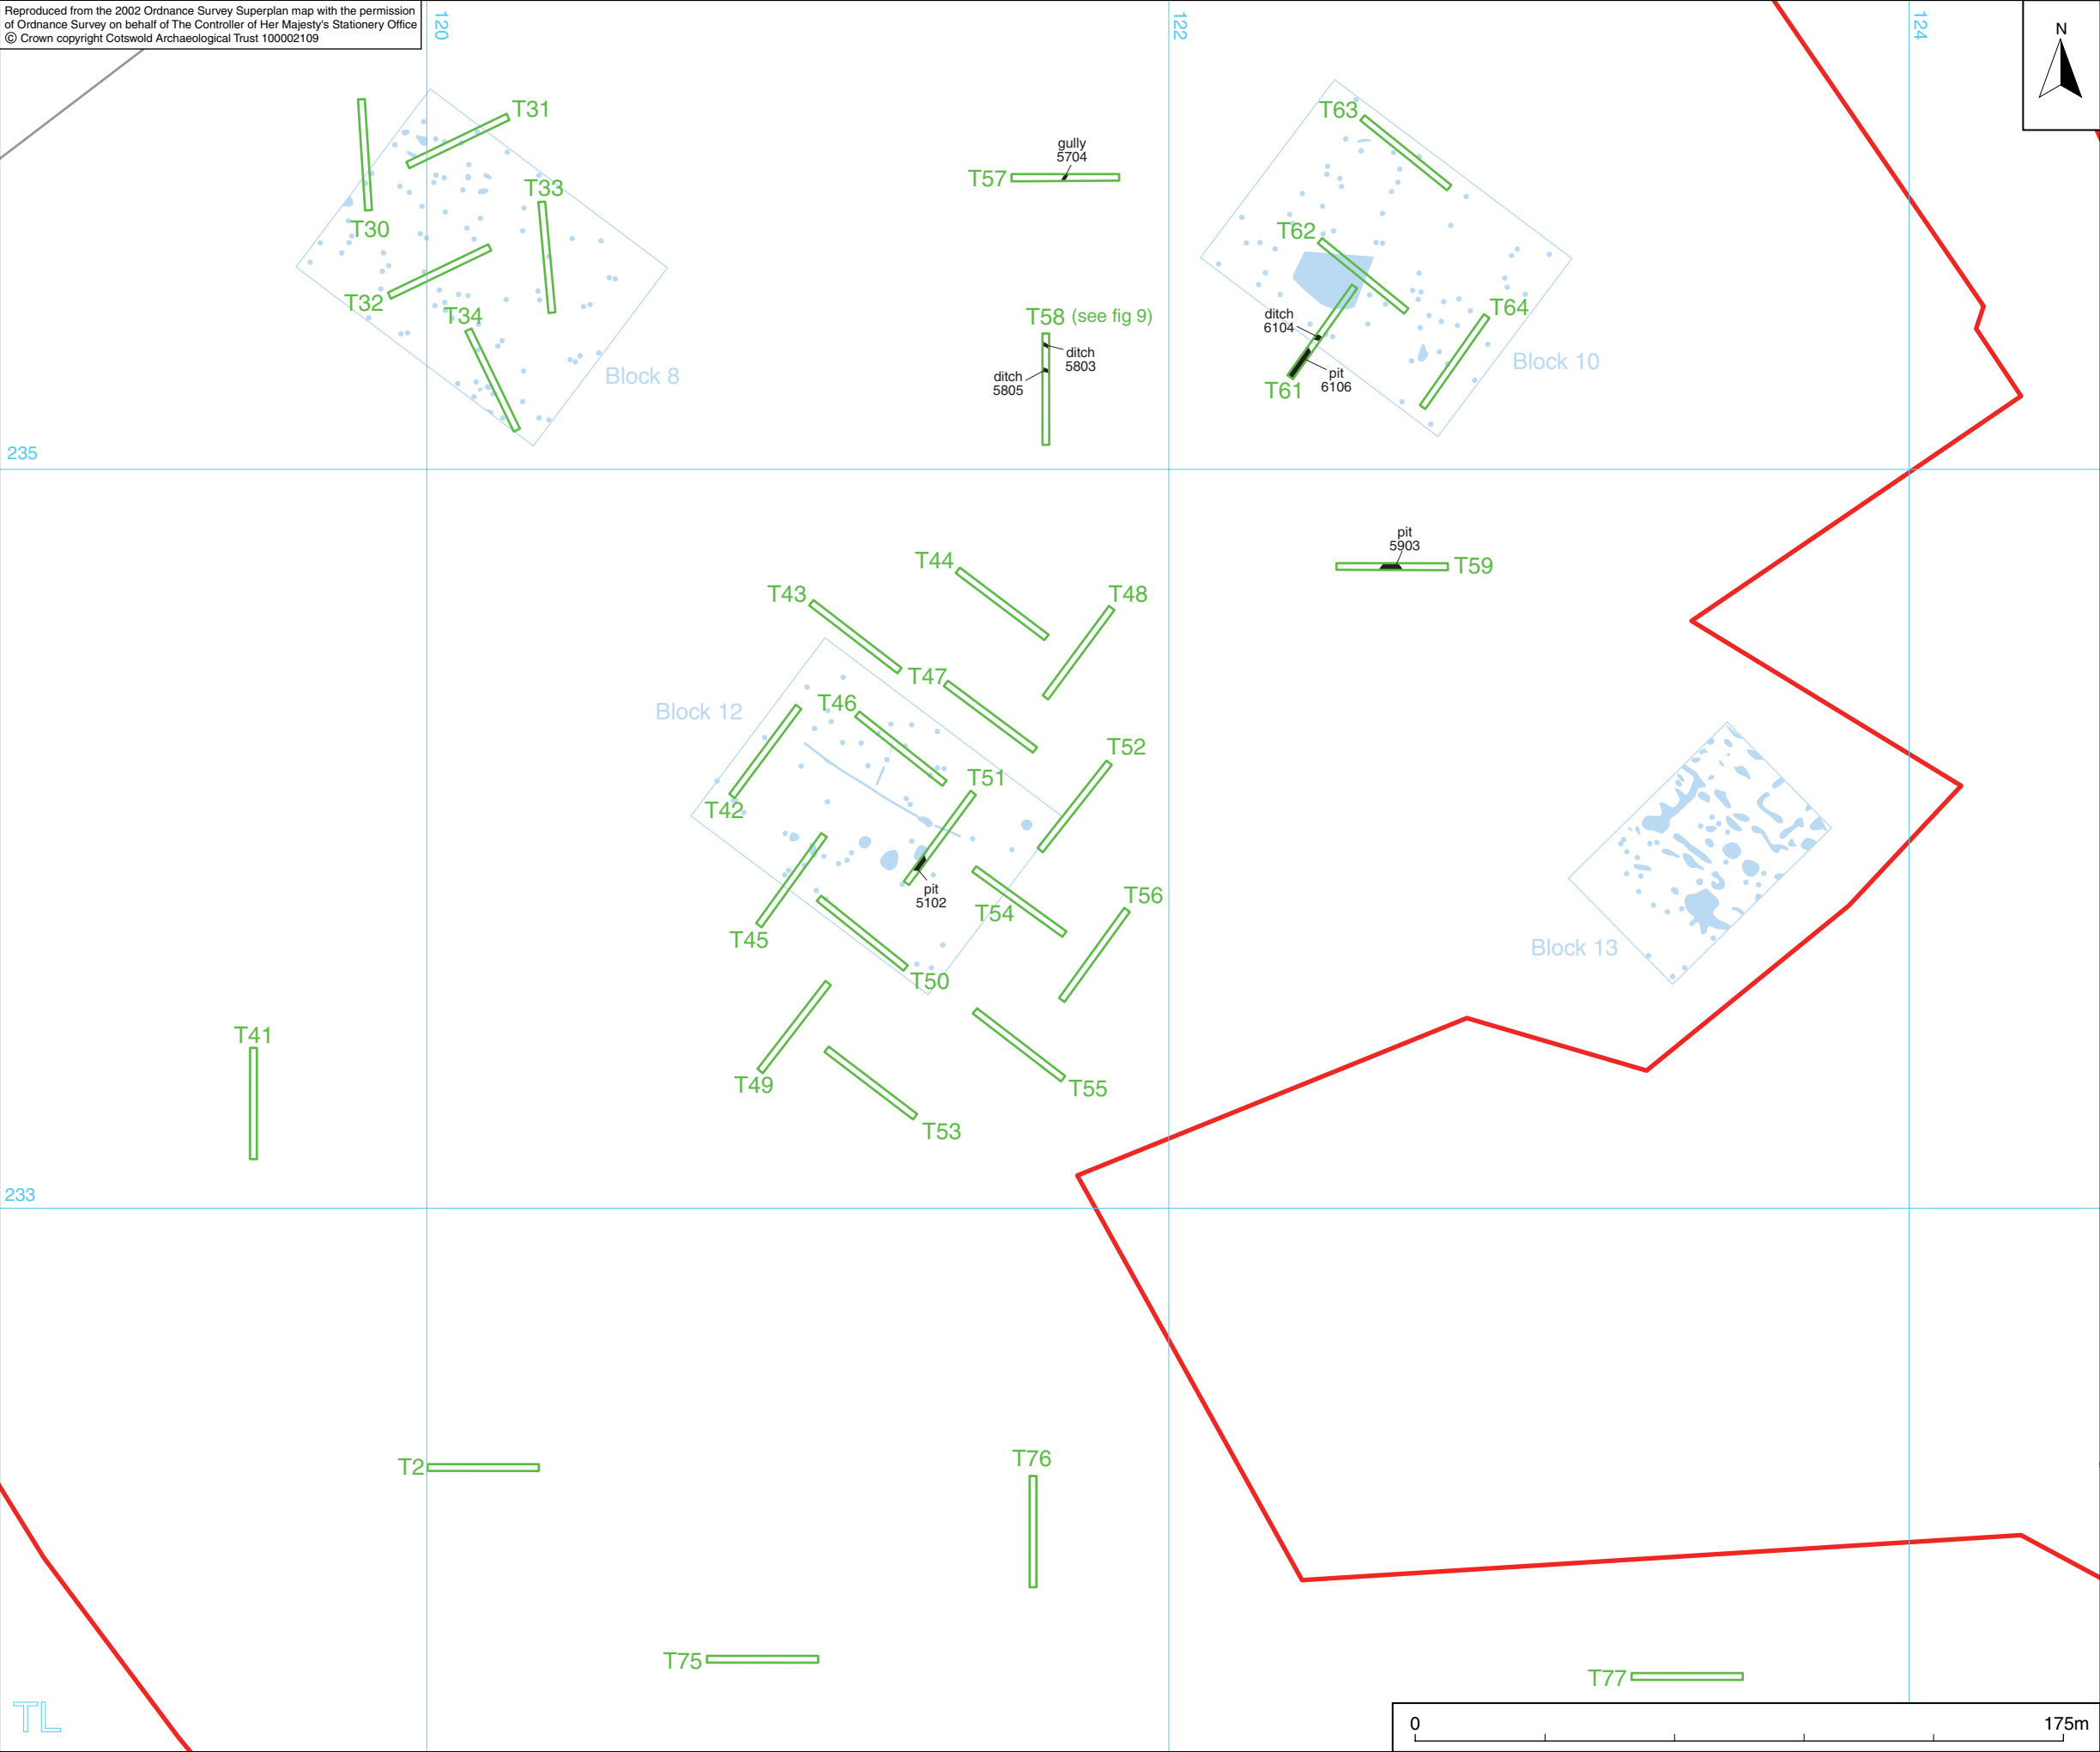 Reproduced from the 2002 Ordnance Survey Superplan map with the permission
of Ordnance Survey on behalf of The Controller of Her Majesty's Stationery Office
© Crown copyright Cotswold Archaeological Trust 100002109
120
122
124
N
T31
T63
gully
5704
T57
T33
T30
T62
T32
T34
T58 (see fig 9)
ditch
6104
T64
ditch
5803
ditch
5805
Block 8
Block 10
pit
6106
T61
235
pit
5903
T59
T44
T43
T48
T47
T46
Block 12
T52
T51
T42
pit
5102
T56
T54
T45
Block 13
T50
T41
T49
T55
T53
233
T76
T2
T75
T77
TL
0
175m